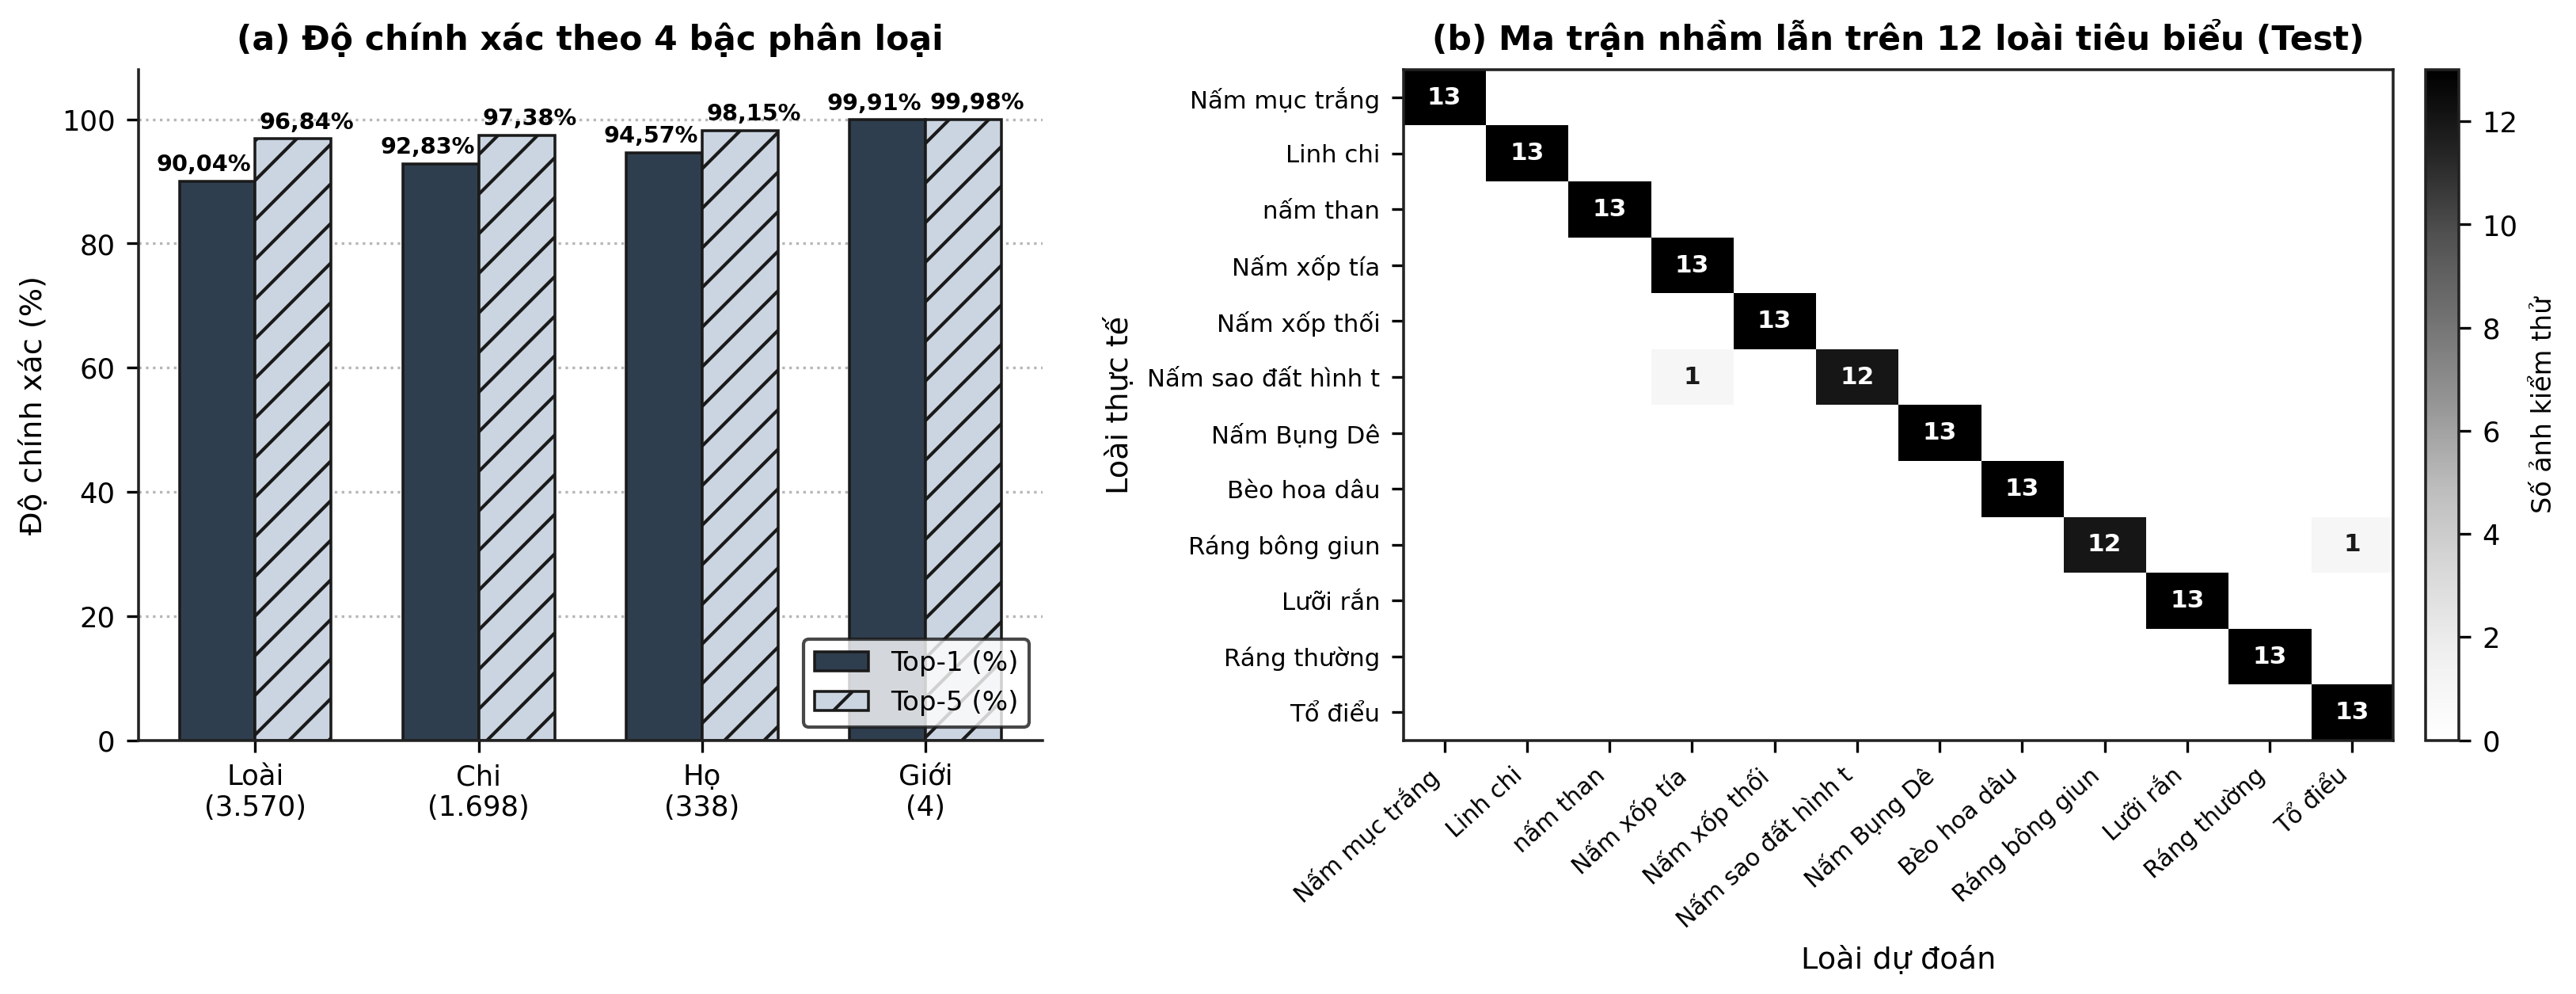 (a) Độ chính xác theo 4 bậc phân loại
Độ chính xác (%)
100
80
60
40
20
0
90,04%
96,84%
92,83%
97,38%
94,57%
98,15%
99,91%
99,98%
Top-1 (%)
Top-5 (%)
Loài
(3.570)
Chi
(1.698)
Họ
(338)
Giới
(4)
(b) Ma trận nhầm lẫn trên 12 loài tiêu biểu (Test)
Loài thực tế
Nấm mục trắng
Linh chi
nấm than
Nấm xốp tía
Nấm xốp thối
Nấm sao đất hình t
Nấm Bụng Dê
Bèo hoa dâu
Ráng bông giun
Lưỡi rắn
Ráng thường
Tổ điểu
13
13
13
13
13
1 12
13
13
12 1
13
13
13
Nấm mục trắng
Linh chi
nấm than
Nấm xốp tía
Nấm xốp thối
Nấm sao đất hình t
Nấm Bụng Dê
Bèo hoa dâu
Ráng bông giun
Lưỡi rắn
Ráng thường
Tổ điểu
Loài dự đoán
12
10
8
6
4
2
0
Số ảnh kiểm thử